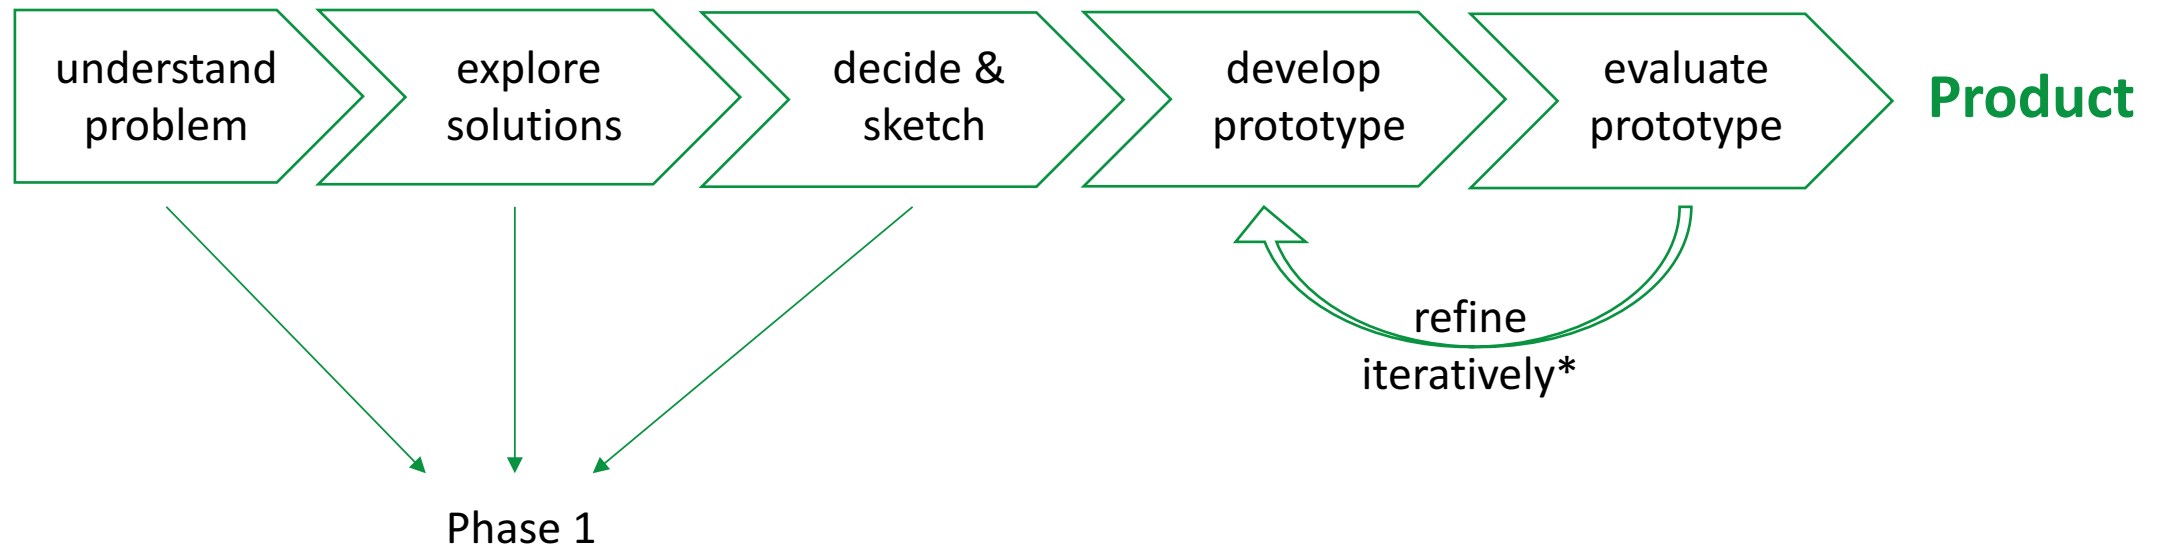 understand
problem
explore
solutions
decide &
sketch
develop
prototype
evaluate
prototype
Product
refine
iteratively*
Phase 1